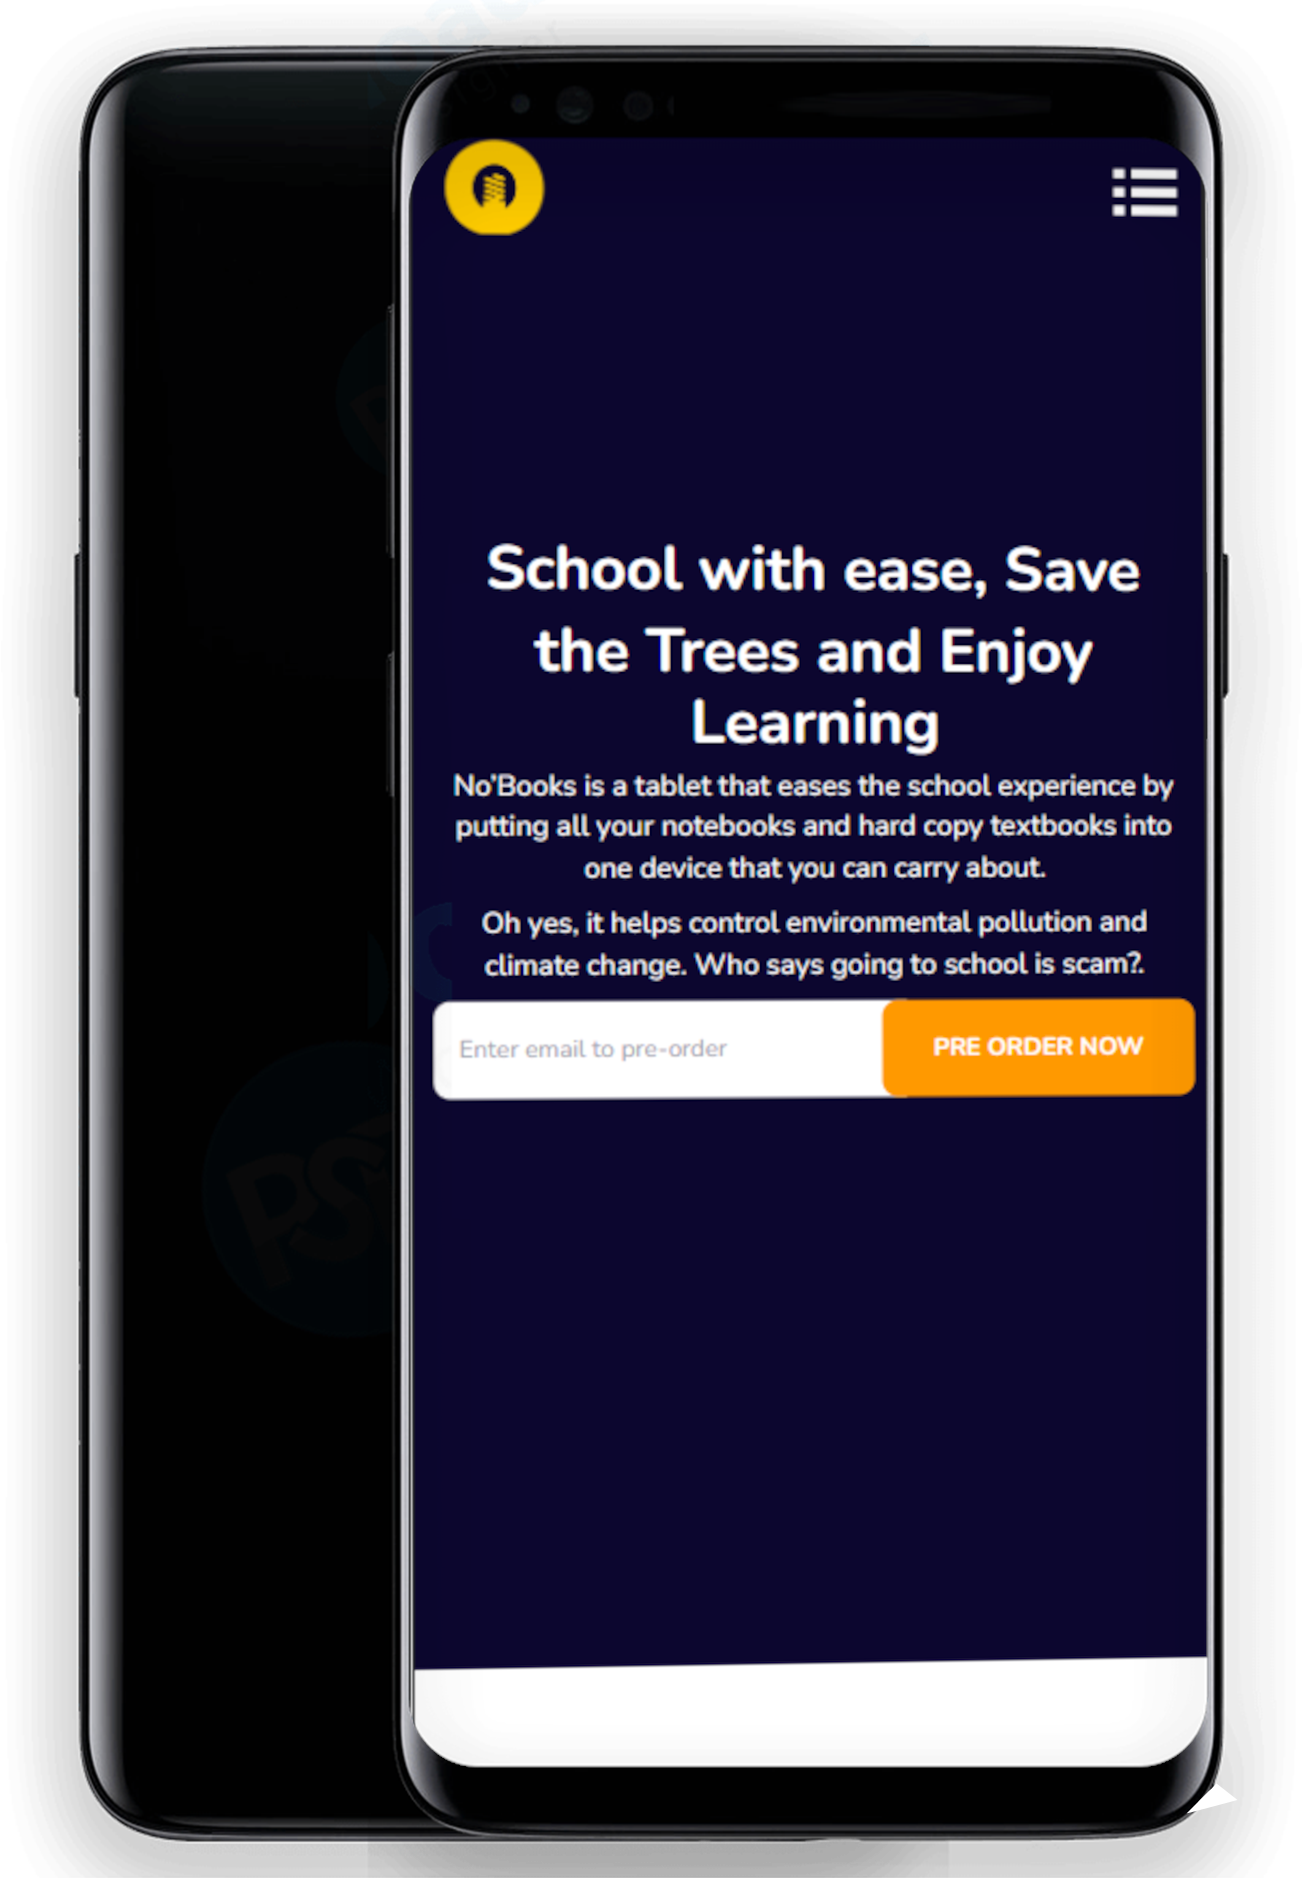 School with ease, Save
the Trees and Enjoy
Learning
No'Books is a tablet that eases the school experience by
putting all your notebooks and hard copy textbooks into
one device that you can carry about.
Oh yes, it helps control environmental pollution and
climate change. Who says going to school is scam?.
Enter email to pre-order
PRE ORDER NOW